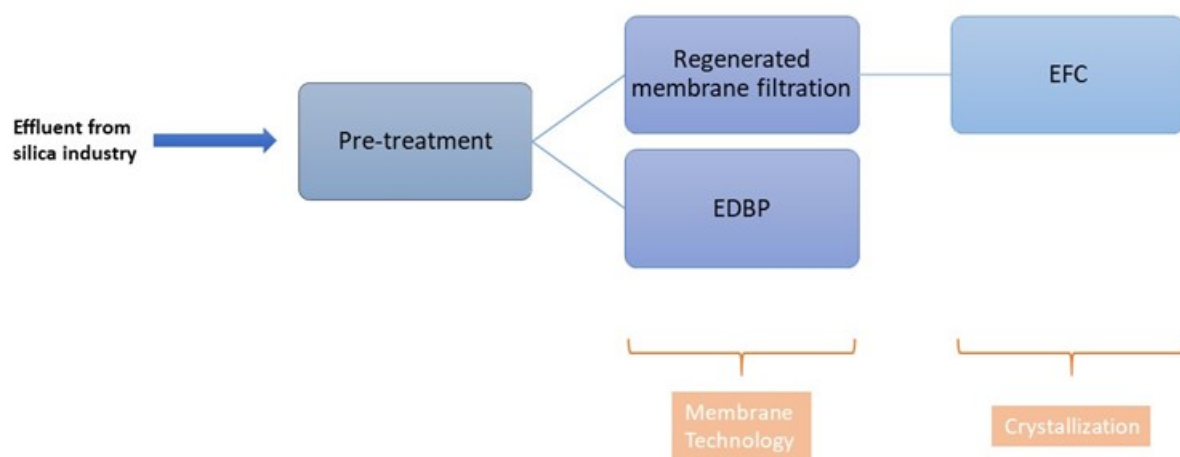 Effluent from
silica industry
Pre-treatment
Regenerated
membrane filtration
EFC
EDBP
Membrane
Technology
Crystallization